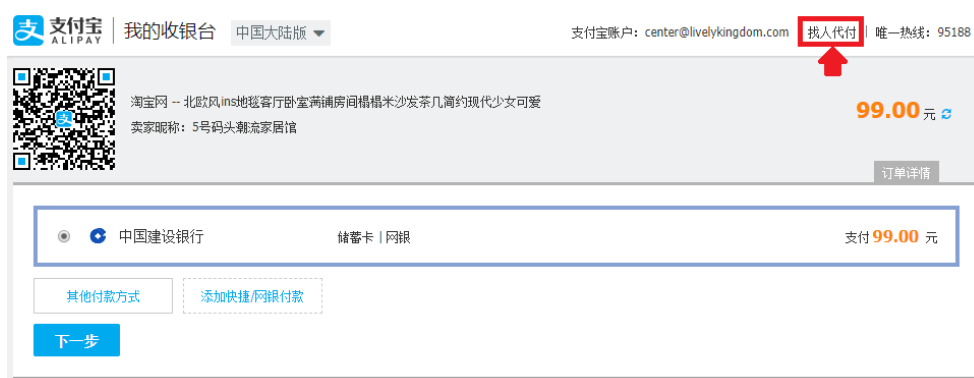 支 支付宝 ALIPAY 我的收银台 中国大陆版 支付宝账户：center@livelykingdom.com 找人代付 唯一热线：95188
淘宝网 -- 北欧风ins地毯客厅卧室满铺房间榻榻米沙发茶几简约现代少女可爱
卖家昵称：5号码头潮流家居馆
99.00 元
支
订单详情
中国建设银行 储蓄卡 | 网银 支付 99.00 元
其他付款方式 添加快捷/网银付款
下一步